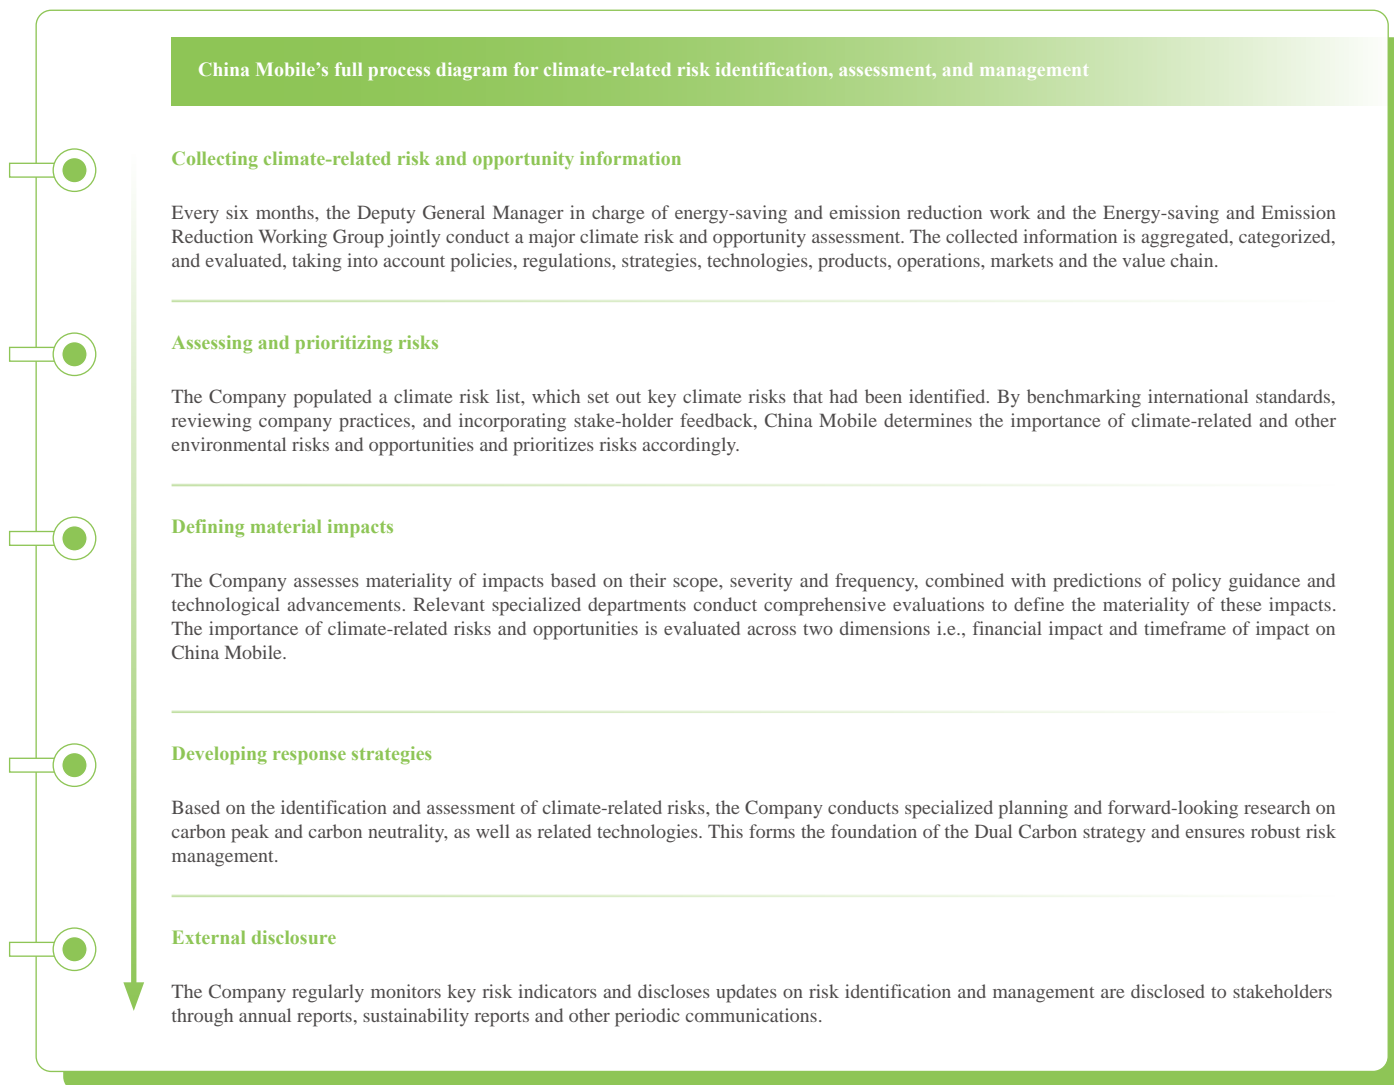 China Mobile’s full process diagram for climate-related risk identification, assessment, and management
Collecting climate-related risk and opportunity information
Every six months, the Deputy General Manager in charge of energy-saving and emission reduction work and the Energy-saving and Emission
Reduction Working Group jointly conduct a major climate risk and opportunity assessment. The collected information is aggregated, categorized,
and evaluated, taking into account policies, regulations, strategies, technologies, products, operations, markets and the value chain.
Assessing and prioritizing risks
The Company populated a climate risk list, which set out key climate risks that had been identified. By benchmarking international standards,
reviewing company practices, and incorporating stake-holder feedback, China Mobile determines the importance of climate-related and other
environmental risks and opportunities and prioritizes risks accordingly.
Defining material impacts
The Company assesses materiality of impacts based on their scope, severity and frequency, combined with predictions of policy guidance and
technological advancements. Relevant specialized departments conduct comprehensive evaluations to define the materiality of these impacts.
The importance of climate-related risks and opportunities is evaluated across two dimensions i.e., financial impact and timeframe of impact on
China Mobile.
Developing response strategies
Based on the identification and assessment of climate-related risks, the Company conducts specialized planning and forward-looking research on
carbon peak and carbon neutrality, as well as related technologies. This forms the foundation of the Dual Carbon strategy and ensures robust risk
management.
External disclosure
The Company regularly monitors key risk indicators and discloses updates on risk identification and management are disclosed to stakeholders
through annual reports, sustainability reports and other periodic communications.